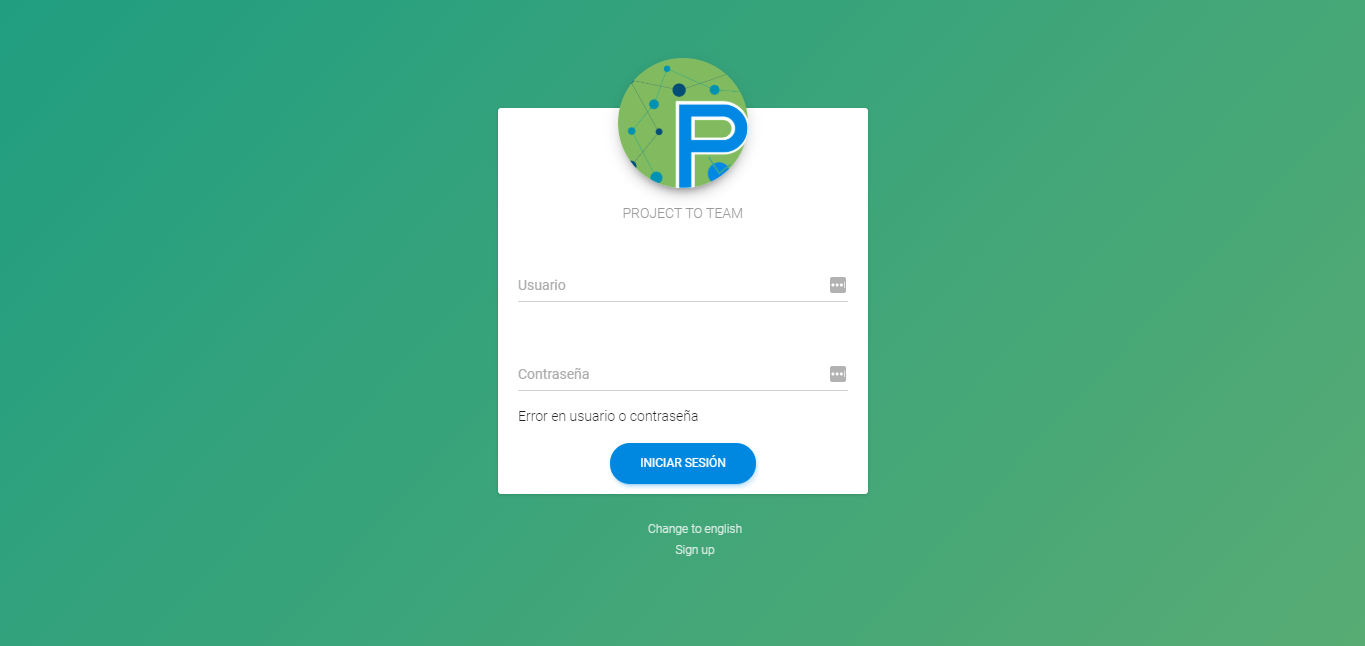 P
PROJECT TO TEAM
Usuario
Contraseña
Error en usuario o contraseña
INICIAR SESIÓN
Change to english
Sign up